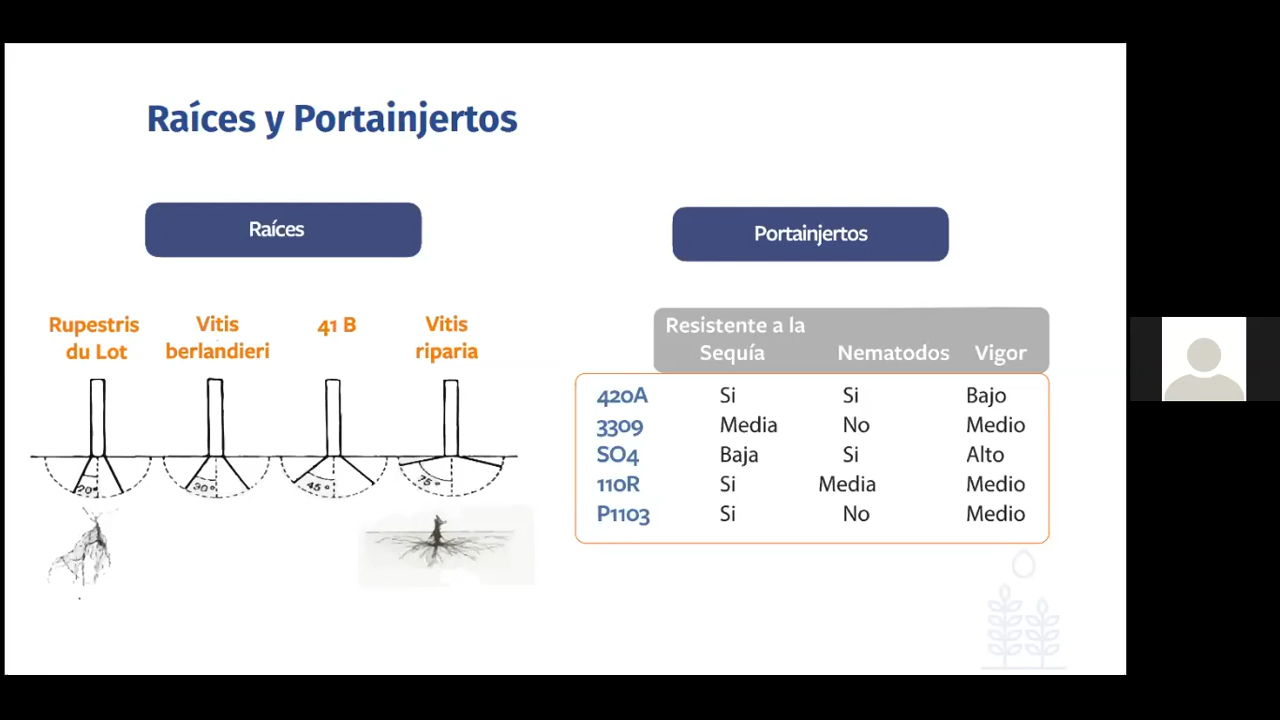 Raíces y Portainjertos
Raíces
Portainjertos
Rupestris
du Lot
Vitis
berlandieri
41 B
Vitis
riparia
20°
30°
45°
75°
Resistente a la
Sequía Nematodos Vigor
420A Si Si Bajo
3309 Media No Medio
SO4 Baja Si Alto
110R Si Media Medio
P1103 Si No Medio